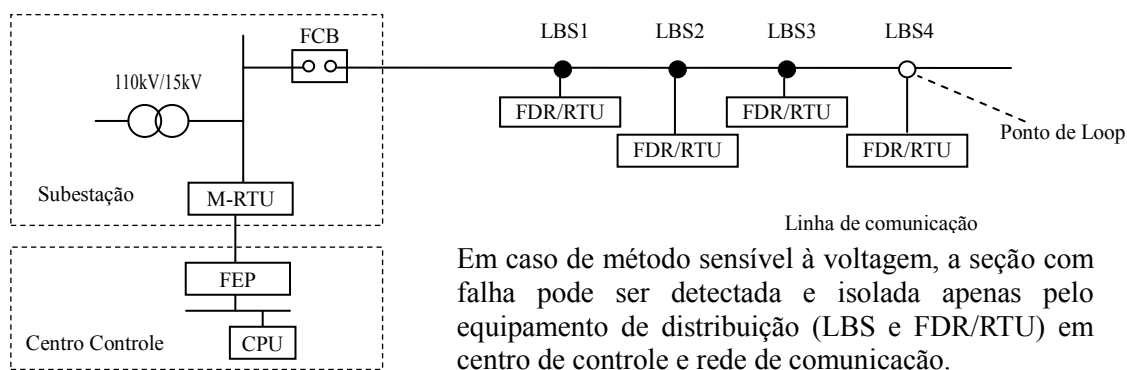 FCB
LBS1
LBS2
LBS3
LBS4
110kV/15kV
FDR/RTU
FDR/RTU
FDR/RTU
FDR/RTU
Ponto de Loop
Subestação
M-RTU
Linha de comunicação
FEP
Centro Controle
CPU
Em caso de método sensível à voltagem, a seção com
falha pode ser detectada e isolada apenas pelo
equipamento de distribuição (LBS e FDR/RTU) em
centro de controle e rede de comunicação.